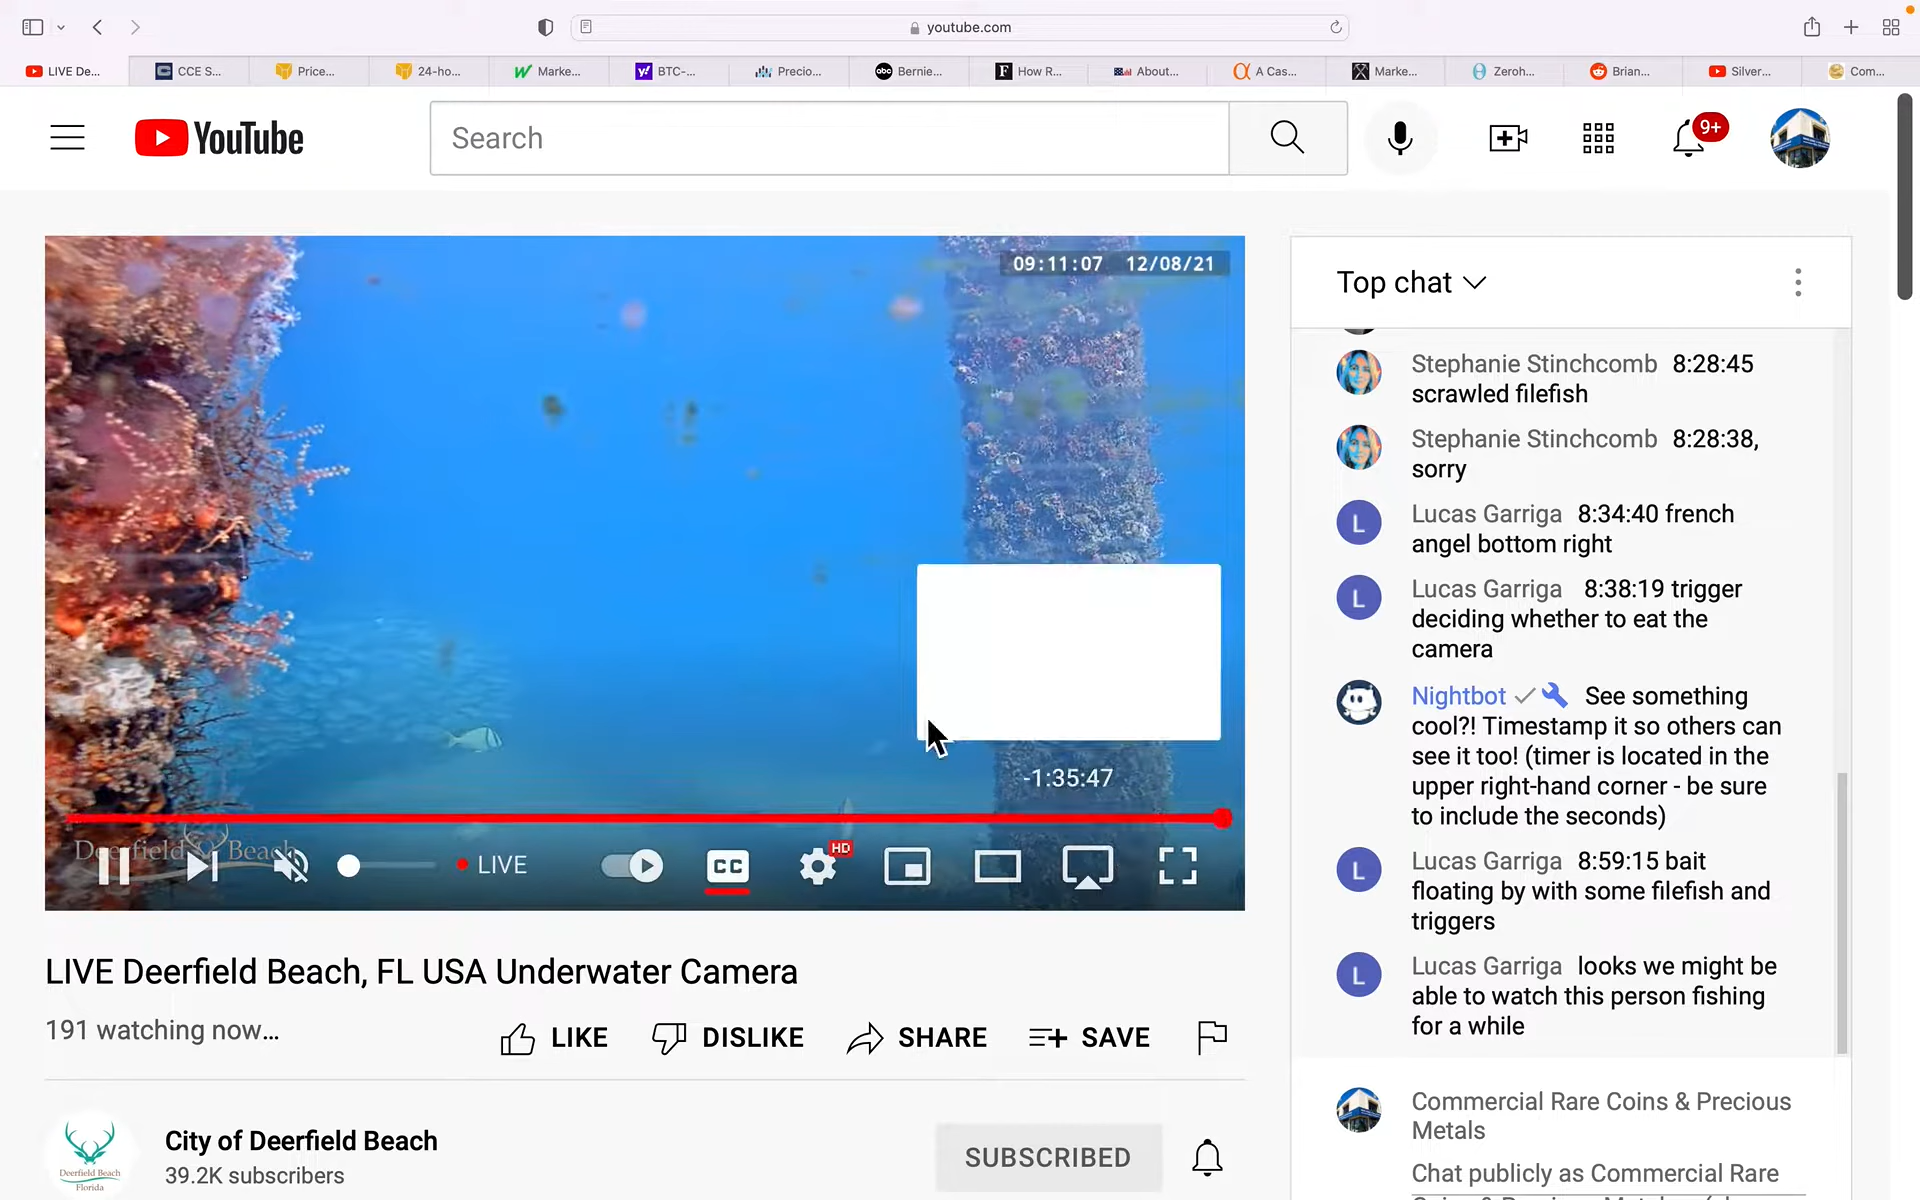 youtube.com
LIVE De...
CCE S...
Price...
24-ho...
Marke...
BTC-...
Precio...
Bernie...
How R...
About...
A Cas...
Marke...
Zeroh...
Brian...
Silver...
Com...
YouTube
Search
9+
09:11:07 12/08/21
-1:35:47
Deerfield Beach
LIVE
CC
HD
LIVE Deerfield Beach, FL USA Underwater Camera
191 watching now...
LIKE
DISLIKE
SHARE
SAVE
Deerfield Beach
Florida
City of Deerfield Beach
39.2K subscribers
SUBSCRIBED
Top chat
Stephanie Stinchcomb 8:28:45
scrawled filefish
Stephanie Stinchcomb 8:28:38,
sorry
L
Lucas Garriga 8:34:40 french
angel bottom right
L
Lucas Garriga 8:38:19 trigger
deciding whether to eat the
camera
Nightbot See something
cool?! Timestamp it so others can
see it too! (timer is located in the
upper right-hand corner - be sure
to include the seconds)
L
Lucas Garriga 8:59:15 bait
floating by with some filefish and
triggers
L
Lucas Garriga looks we might be
able to watch this person fishing
for a while
Commercial Rare Coins & Precious
Metals
Chat publicly as Commercial Rare